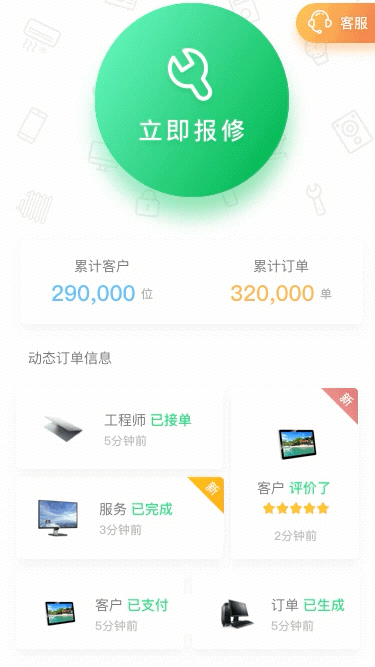 客服
立即报修
累计客户
290,000 位
累计订单
320,000 单
动态订单信息
工程师 已接单
5分钟前
新
客户 评价了
2分钟前
新
服务 已完成
3分钟前
客户 已支付
5分钟前
订单 已生成
5分钟前